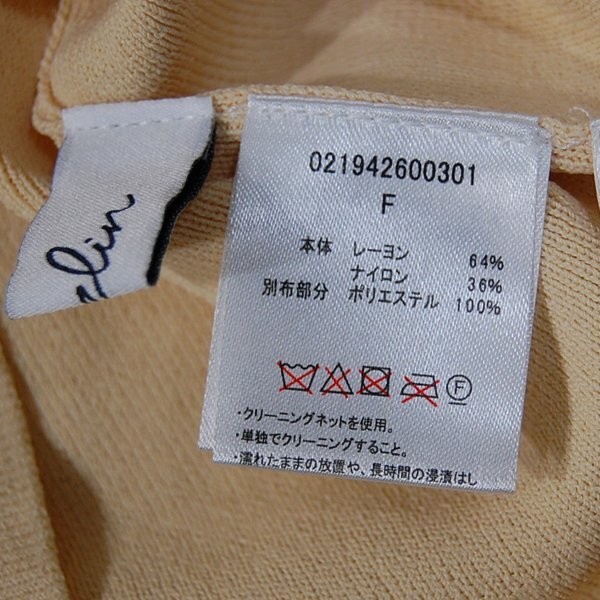 021942600301
F
本体 レーヨン 64%
ナイロン 36%
別布部分 ポリエステル 100%
F
・クリーニングネットを使用。
・単独でクリーニングすること。
・濡れたままの放置や、長時間の浸漬はし